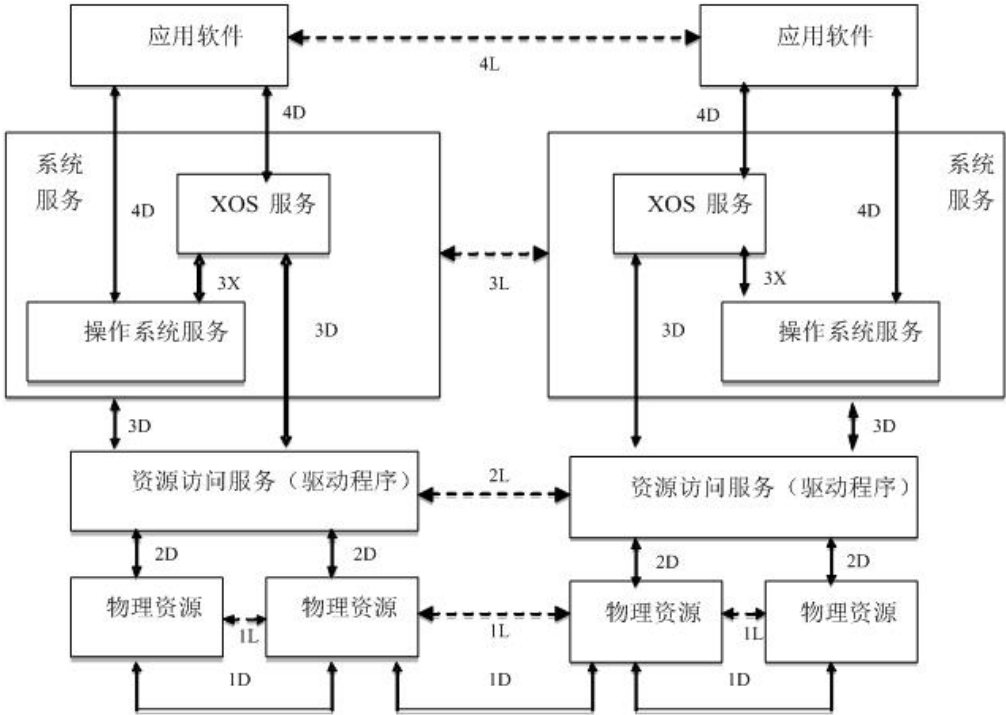 应用软件
应用软件
4L
4D
4D
系统
服务
系统
服务
XOS 服务
XOS 服务
4D
4D
3X
3L
3X
操作系统服务
3D
3D
操作系统服务
3D
3D
资源访问服务（驱动程序）
2L
资源访问服务（驱动程序）
2D
2D
2D
2D
物理资源
物理资源
物理资源
物理资源
1L
1L
1L
1D
1D
1D